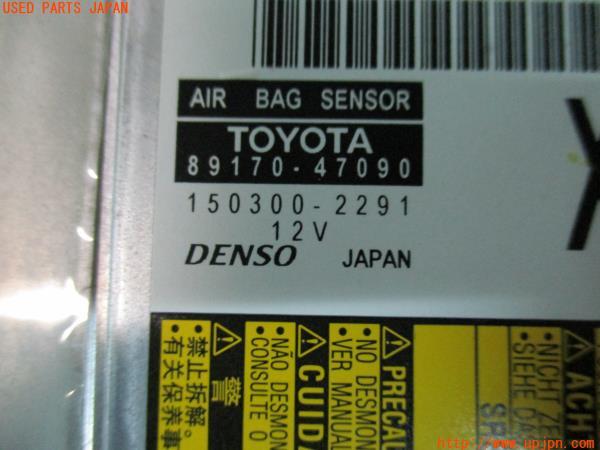 USED PARTS JAPAN
AIR BAG SENSOR
TOYOTA
89170-47090
150300-2291
12V
DENSO JAPAN
警
•禁止拆解。
•有关保养事
CUIDA
•NÃO DESMON
CONSULTE O
PRECAU
•NO DESMON
VER MANUAL
ACH
•NICHT ZE
SIEHE DA
http://www.upjpn.com/